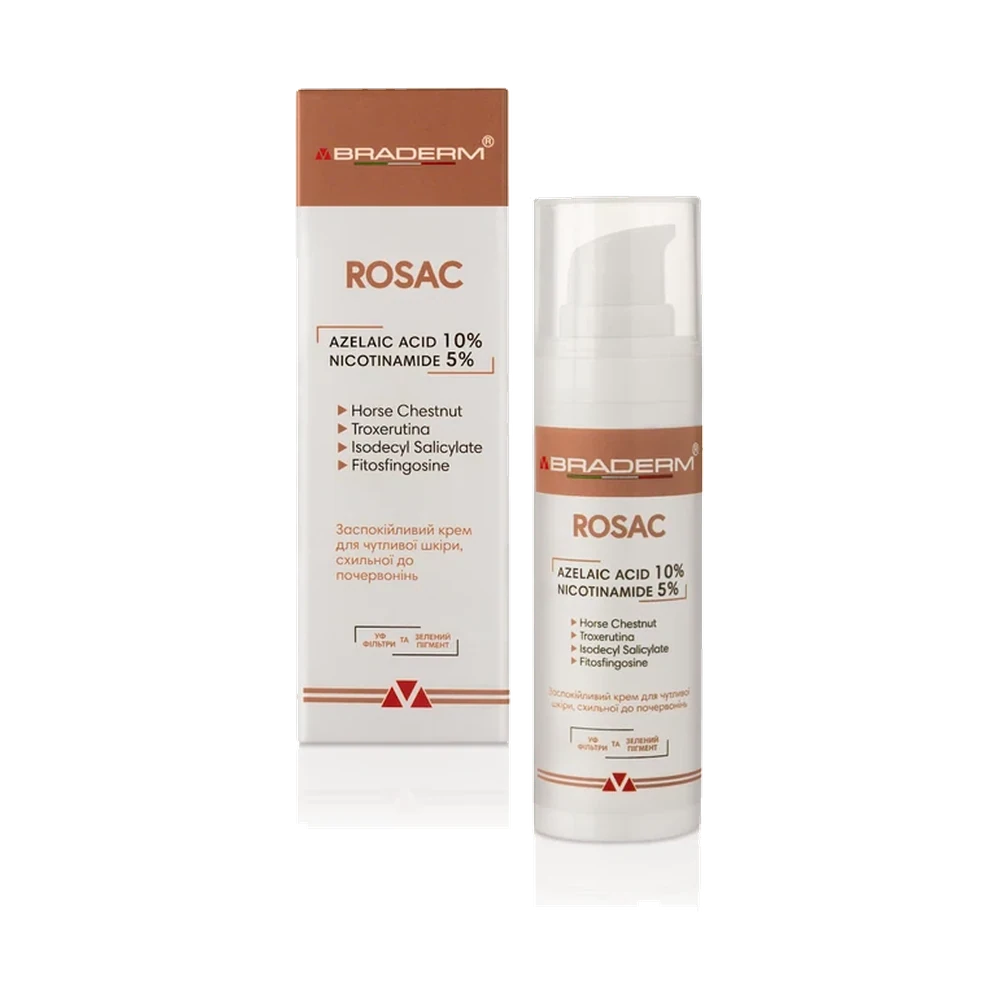 BRADERM®
ROSAC
AZELAIC ACID 10%
NICOTINAMIDE 5%
Horse Chestnut
Troxerutina
Isodecyl Salicylate
Fitosfingosine
Заспокійливий крем
для чутливої шкіри,
схильної до
почервонінь
УФ ФІЛЬТРИ ТА ЗЕЛЕНИЙ ПІГМЕНТ
BRADERM®
ROSAC
AZELAIC ACID 10%
NICOTINAMIDE 5%
Horse Chestnut
Troxerutina
Isodecyl Salicylate
Fitosfingosine
Заспокійливий крем для чутливої
шкіри, схильної до почервонінь
УФ ФІЛЬТРИ ТА ЗЕЛЕНИЙ ПІГМЕНТ